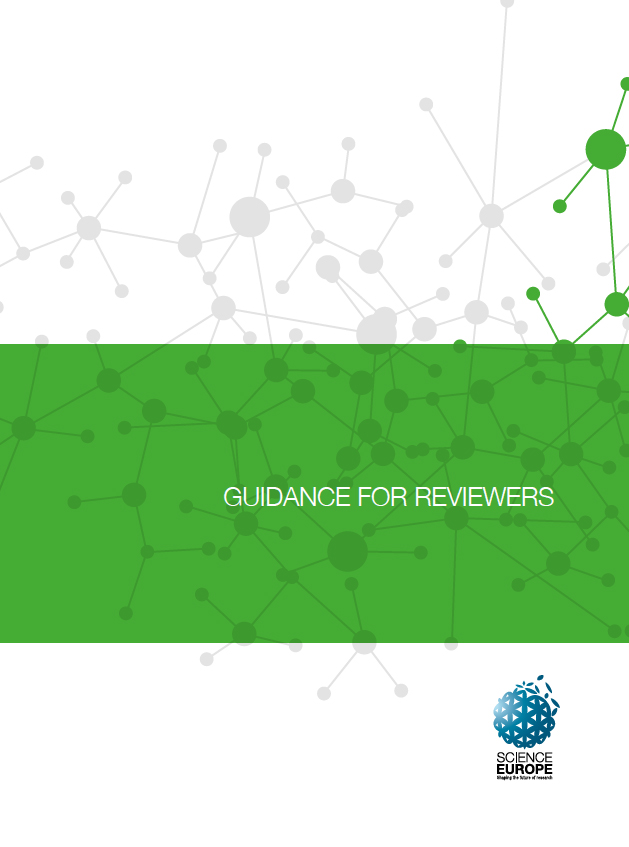 GUIDANCE FOR REVIEWERS
SCIENCE
EUROPE
Shaping the future of research